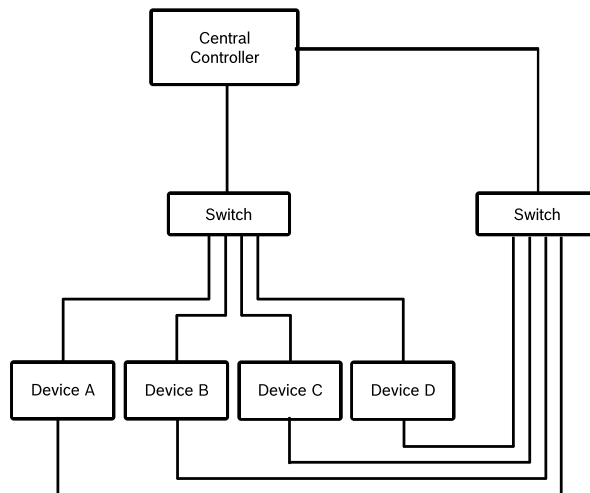 Central
Controller
Switch
Switch
Device A
Device B
Device C
Device D